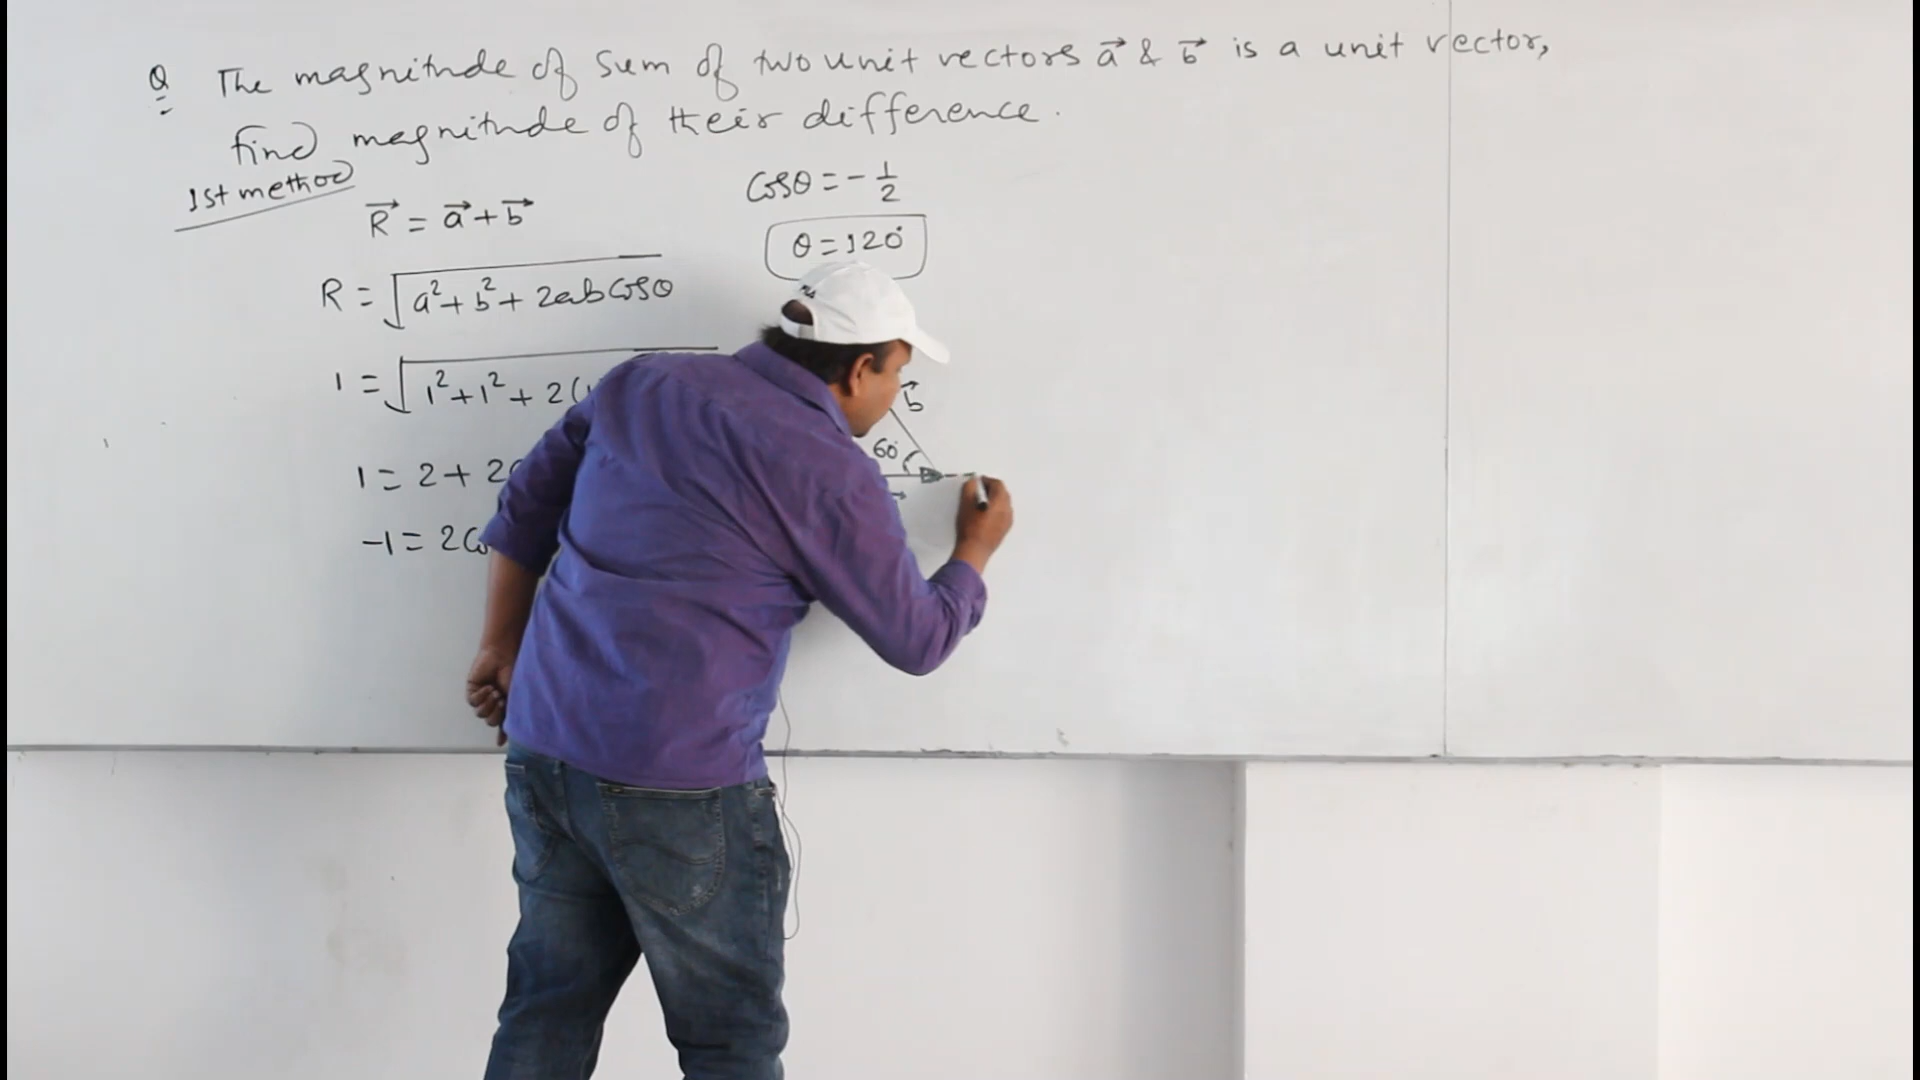 Q The magnitude of sum of two unit vectors a⃗ & b⃗ is a unit vector,
find magnitude of their difference.
1st method
R⃗ = a⃗ + b⃗
R = √(a² + b² + 2ab Cosθ)
1 = √(1² + 1² + 2(
1 = 2 + 2
-1 = 2Co
Cosθ = - 1/2
θ = 120°
b⃗
60°